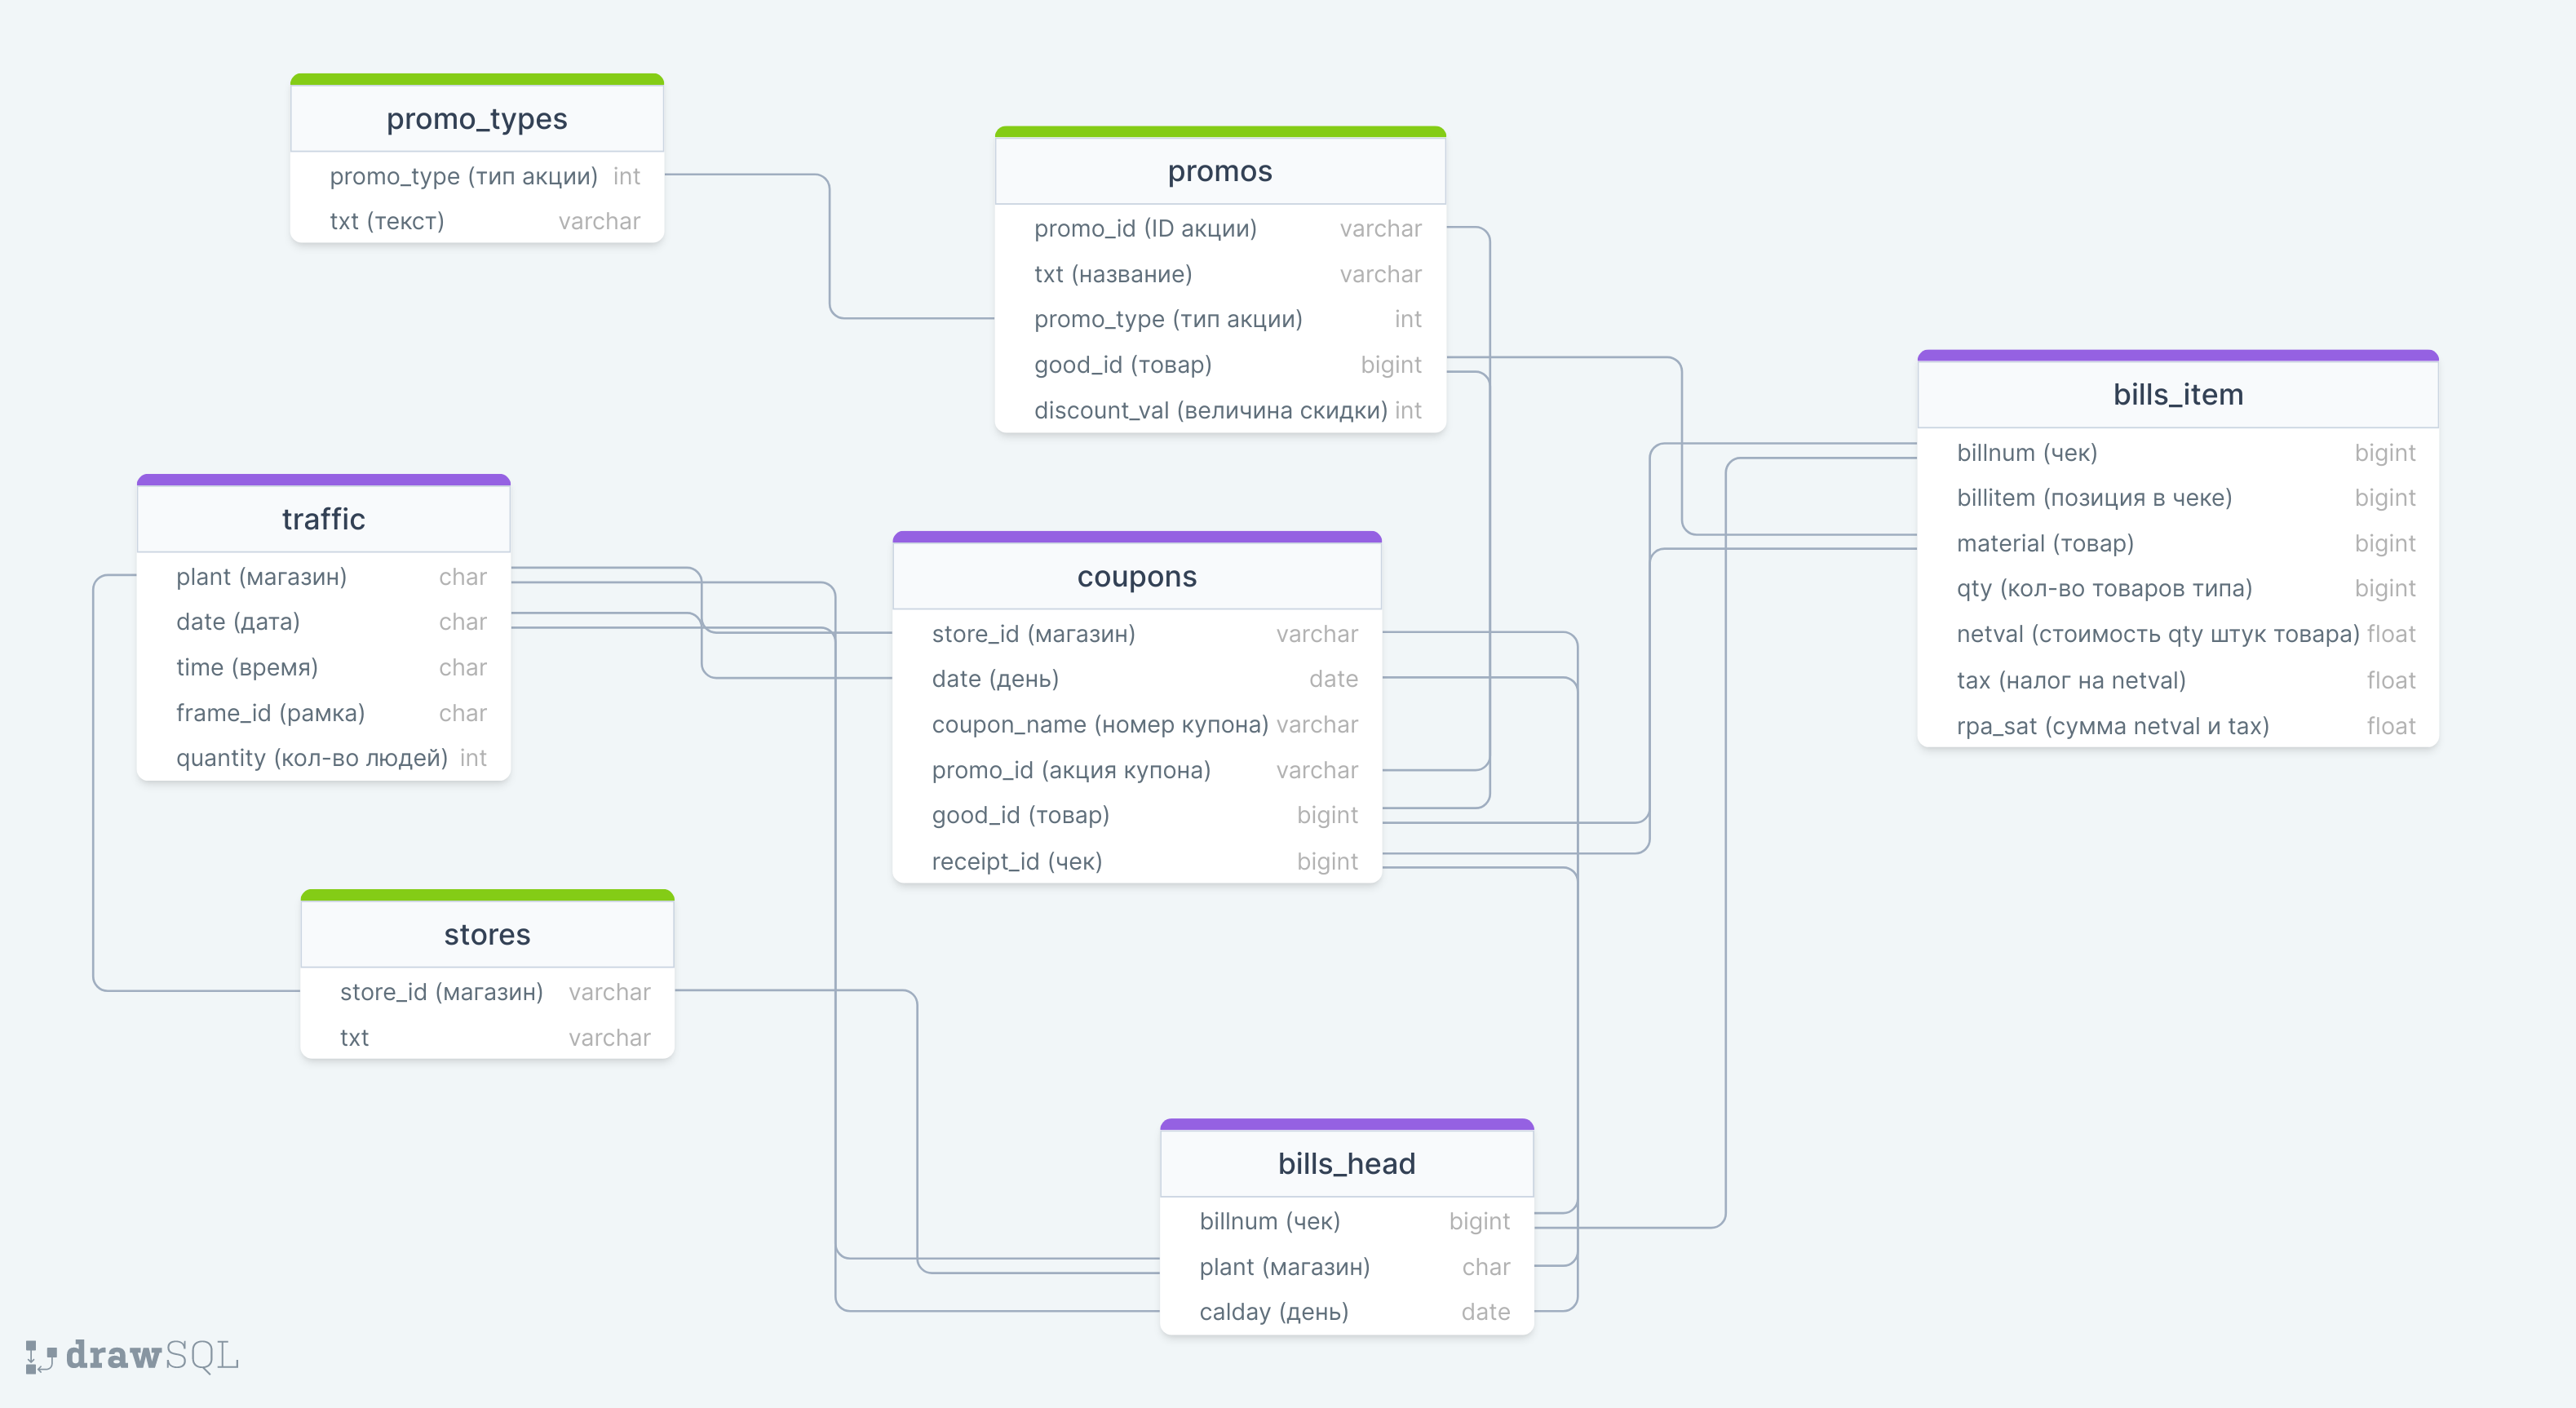 promo_types
promo_type (тип акции) int
txt (текст) varchar
promos
promo_id (ID акции) varchar
txt (название) varchar
promo_type (тип акции) int
good_id (товар) bigint
discount_val (величина скидки) int
bills_item
billnum (чек) bigint
billitem (позиция в чеке) bigint
material (товар) bigint
qty (кол-во товаров типа) bigint
netval (стоимость qty штук товара) float
tax (налог на netval) float
rpa_sat (сумма netval и tax) float
traffic
plant (магазин) char
date (дата) char
time (время) char
frame_id (рамка) char
quantity (кол-во людей) int
coupons
store_id (магазин) varchar
date (день) date
coupon_name (номер купона) varchar
promo_id (акция купона) varchar
good_id (товар) bigint
receipt_id (чек) bigint
stores
store_id (магазин) varchar
txt varchar
bills_head
billnum (чек) bigint
plant (магазин) char
calday (день) date
drawSQL